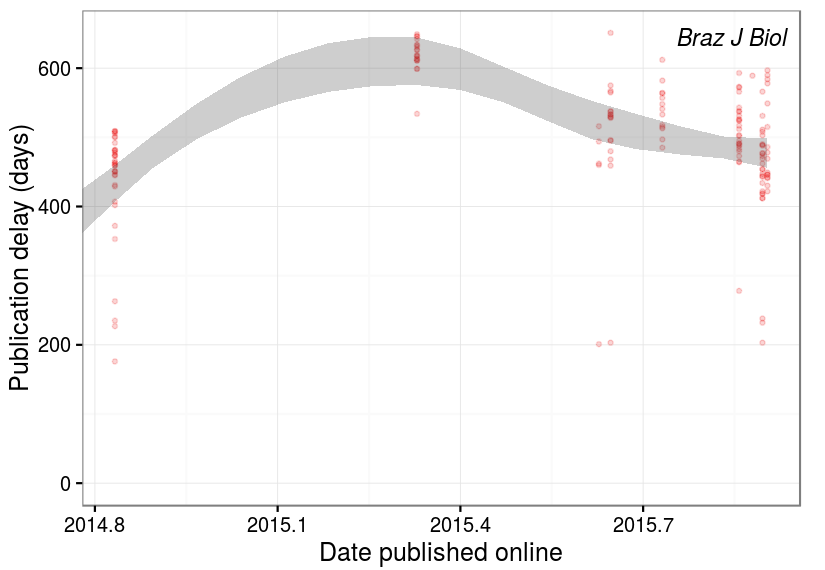 Braz J Biol
Publication delay (days)
600
400
200
0
2014.8 2015.1 2015.4 2015.7
Date published online